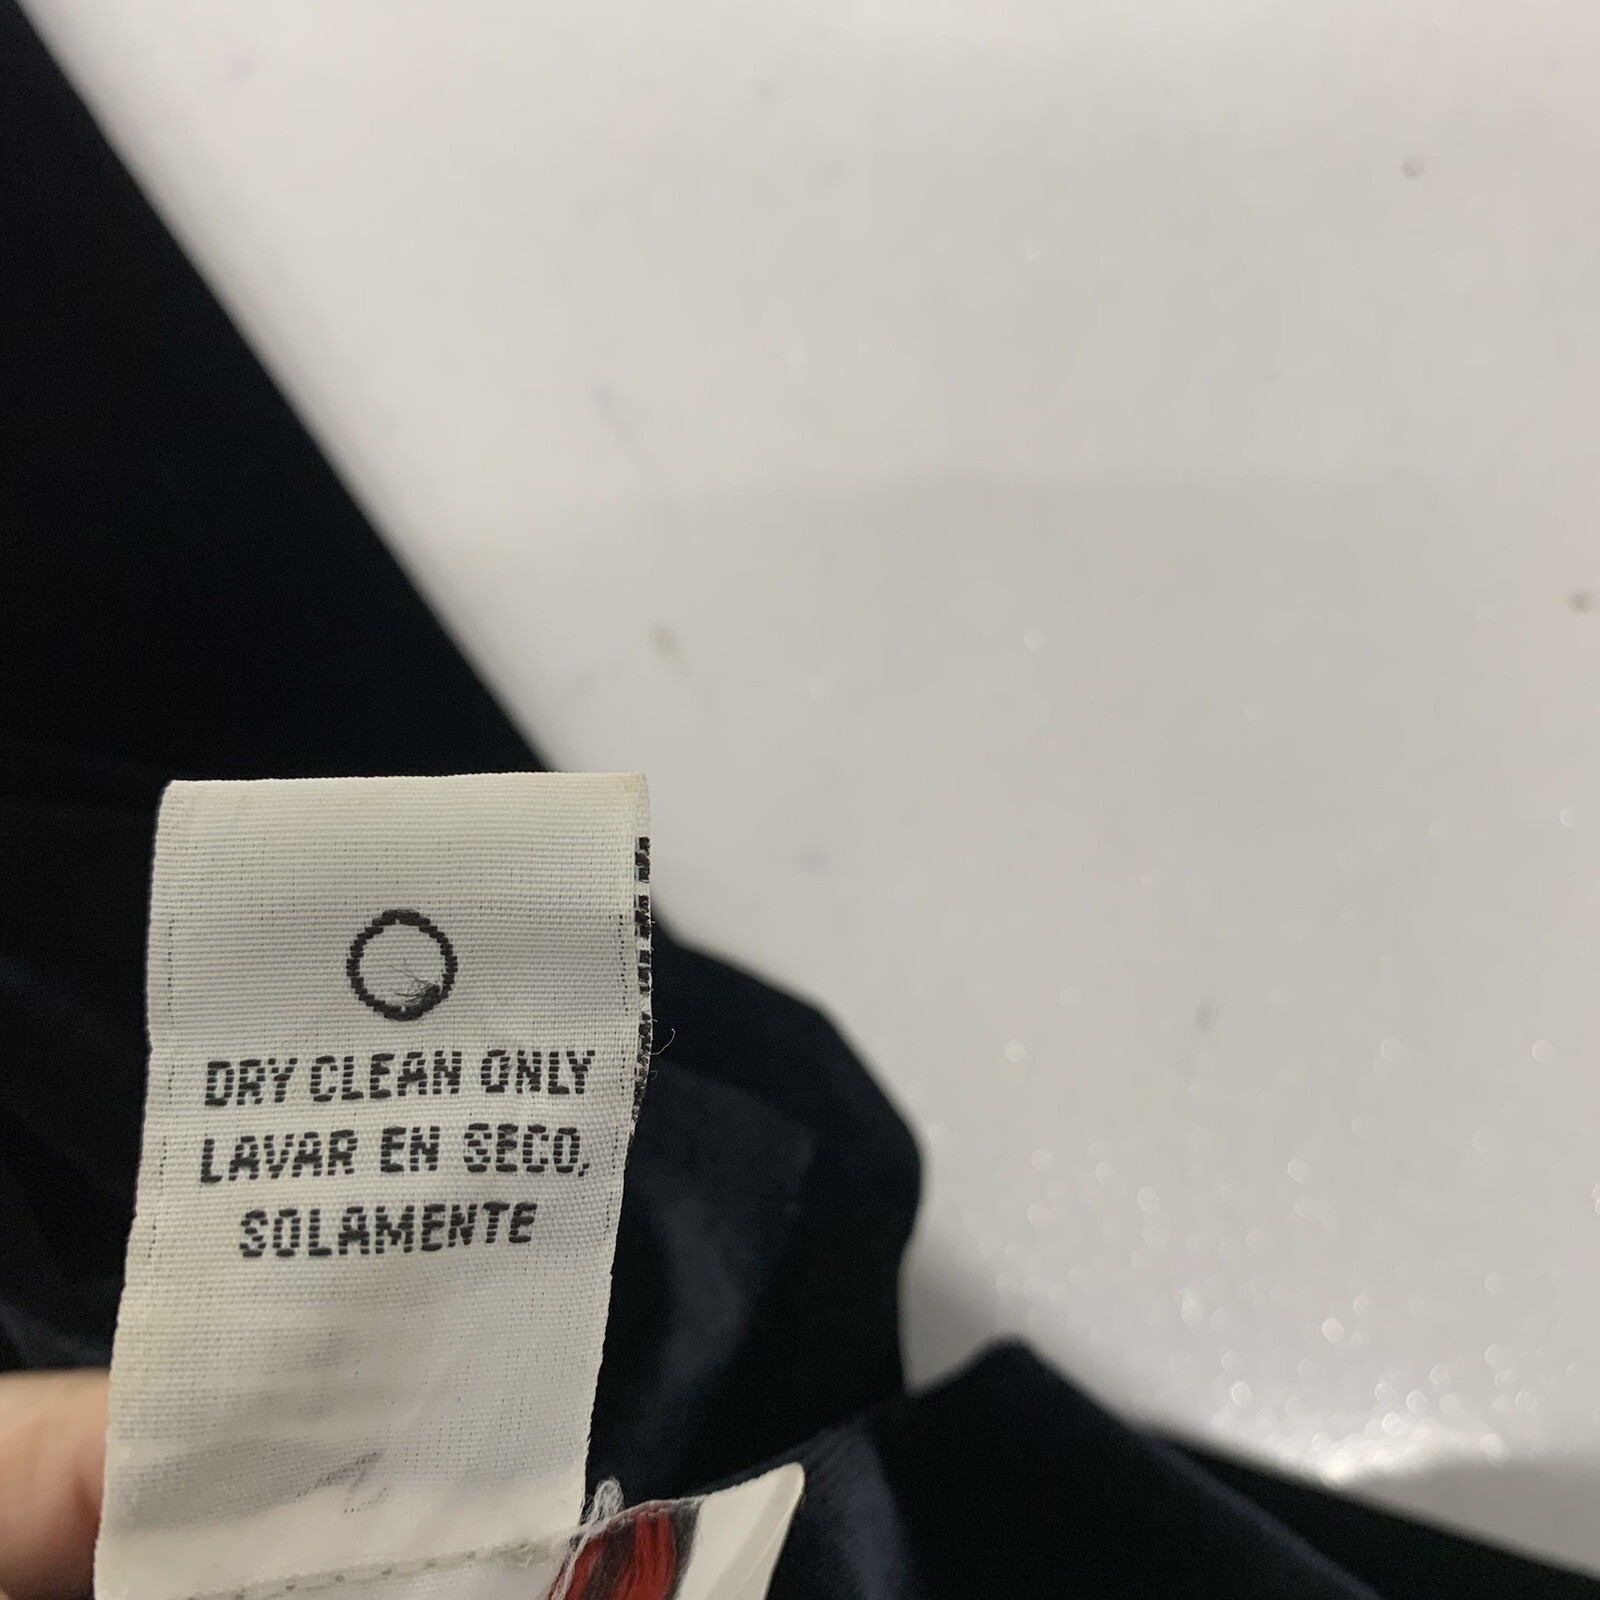 DRY CLEAN ONLY
LAVAR EN SECO,
SOLAMENTE